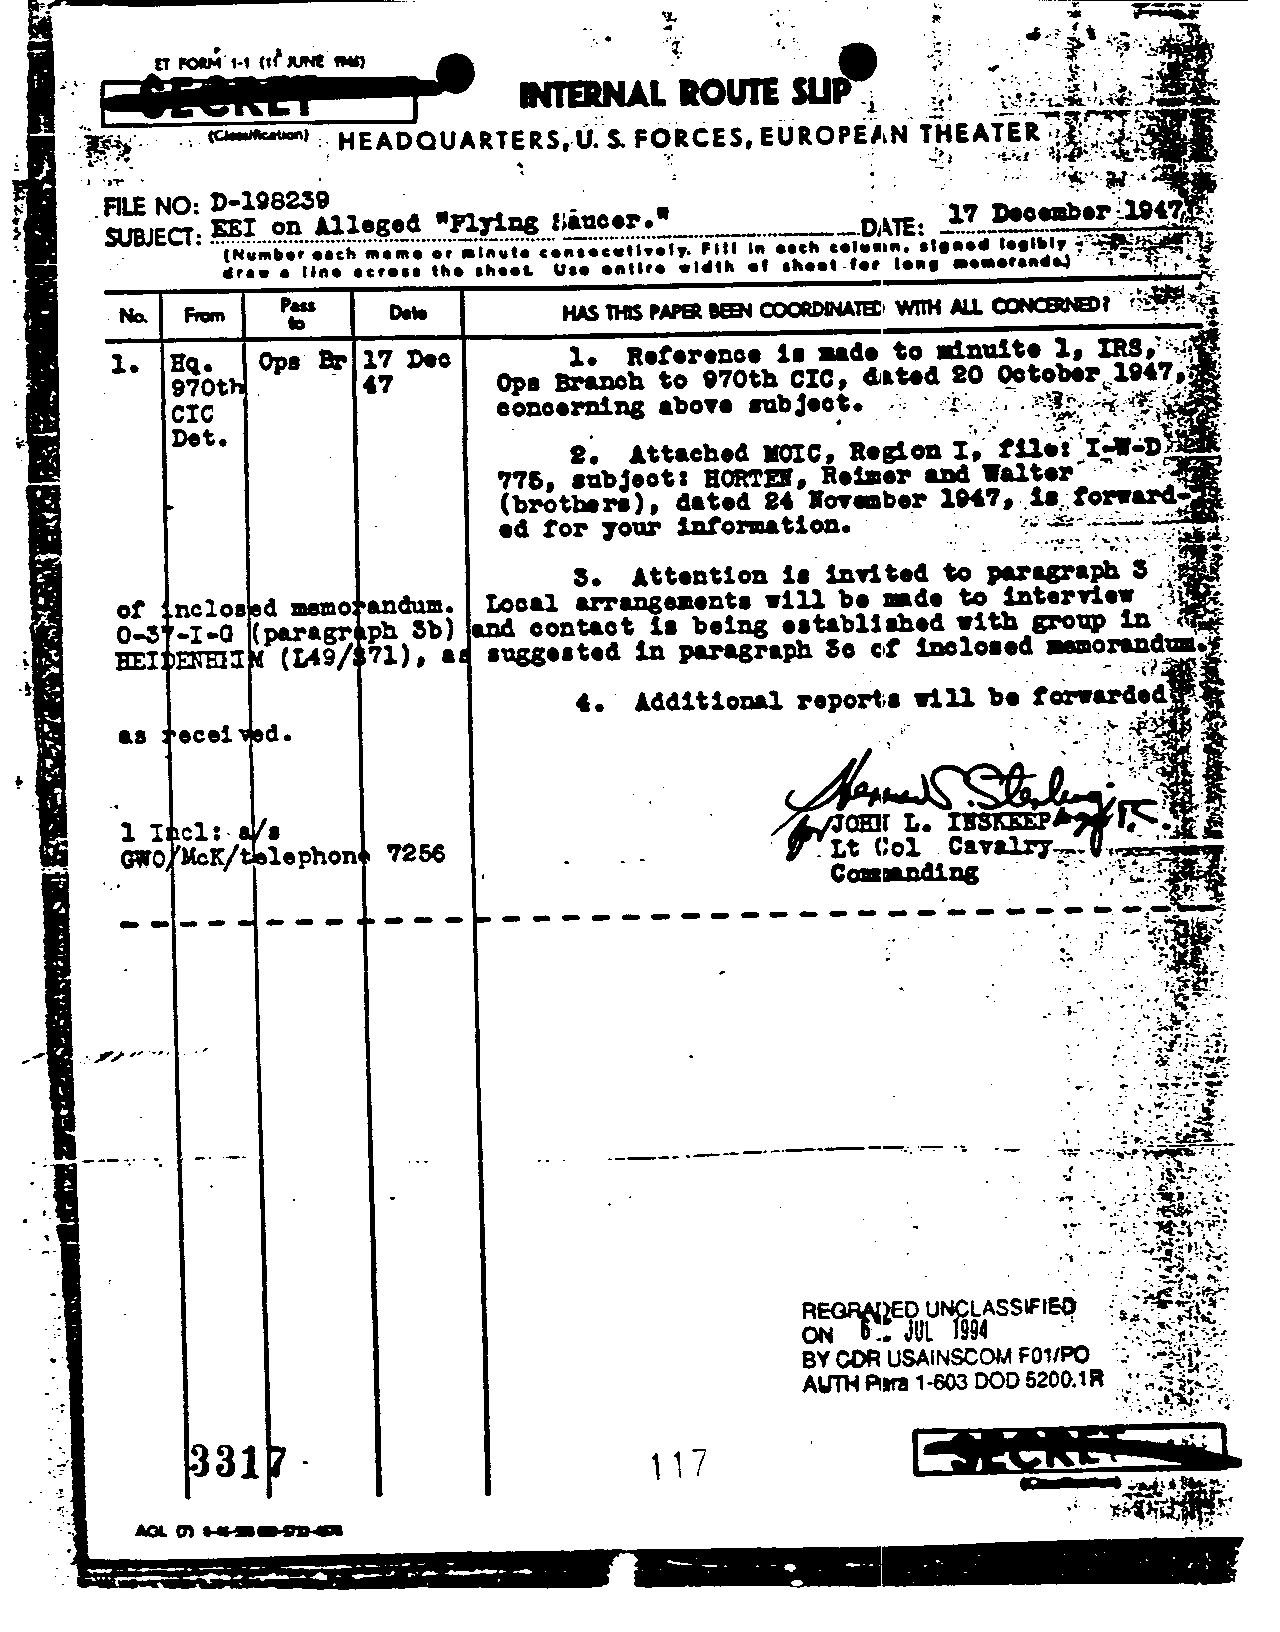 ET FORM 1-1 (1 JUNE 1946)
SECRET
(Classification)
INTERNAL ROUTE SLIP
HEADQUARTERS, U. S. FORCES, EUROPEAN THEATER
FILE NO: D-198239
SUBJECT: EEI on Alleged "Flying Saucer." DATE: 17 December 1947
(Number each memo or minute consecutively. Fill in each column, signed legibly
draw a line across the sheet. Use entire width of sheet for long memoranda.)
No. From Pass to Date HAS THIS PAPER BEEN COORDINATED WITH ALL CONCERNED?
1. Hq. 970th CIC Det. Ops Br 17 Dec 47
1. Reference is made to minuite 1, IRS,
Ops Branch to 970th CIC, dated 20 October 1947,
concerning above subject.
2. Attached MOIC, Region I, file: I-W-D
775, subject: HORTEN, Reimer and Walter
(brothers), dated 24 November 1947, is forward-
ed for your information.
3. Attention is invited to paragraph 3
of inclosed memorandum. Local arrangements will be made to interview
O-37-I-G (paragraph 3b) and contact is being established with group in
HEIDENHEIM (L49/S71), as suggested in paragraph 3c of inclosed memorandum.
4. Additional reports will be forwarded
as received.
1 Incl: a/s
GWO/McK/telephone 7256
for JOHN L. INSKEEP
Lt Col Cavalry
Commanding
REGRADED UNCLASSIFIED
ON JUL 1994
BY CDR USAINSCOM F01/PO
AUTH Para 1-603 DOD 5200.1R
3317
117
SECRET
(Classification)
AGL (7)